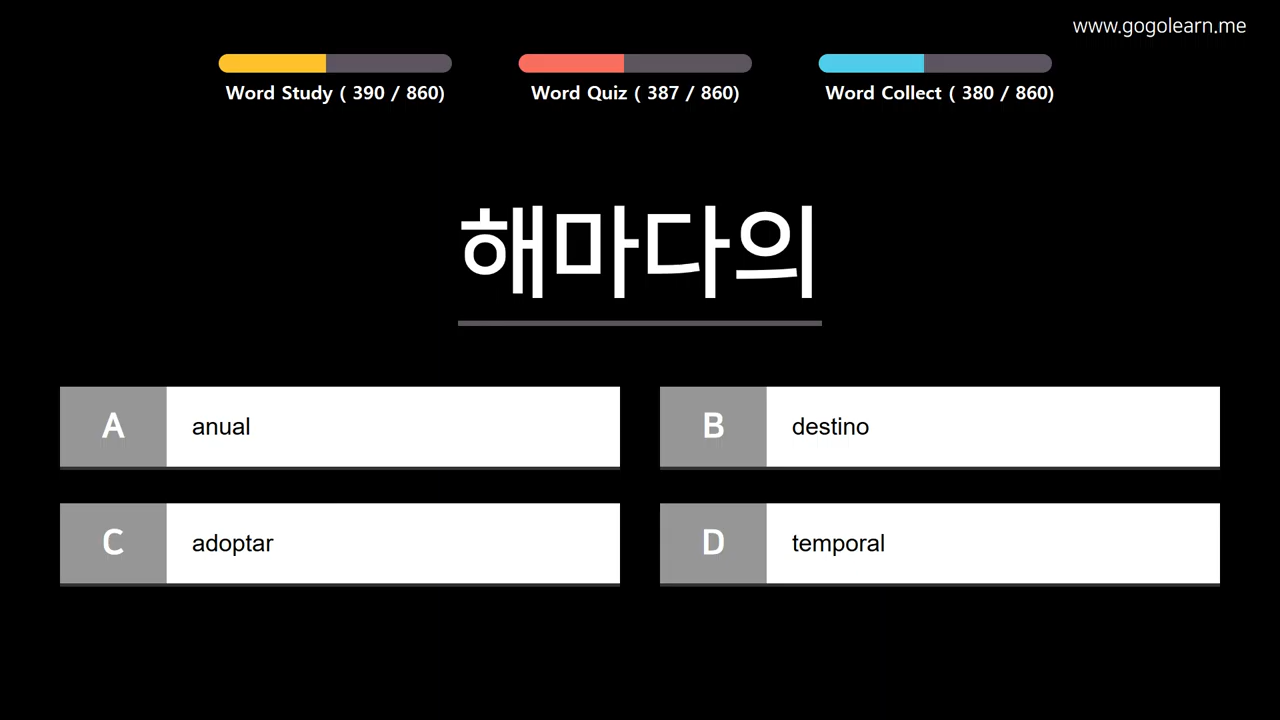 www.gogolearn.me
Word Study ( 390 / 860)
Word Quiz ( 387 / 860)
Word Collect ( 380 / 860)
해마다의
A anual
B destino
C adoptar
D temporal